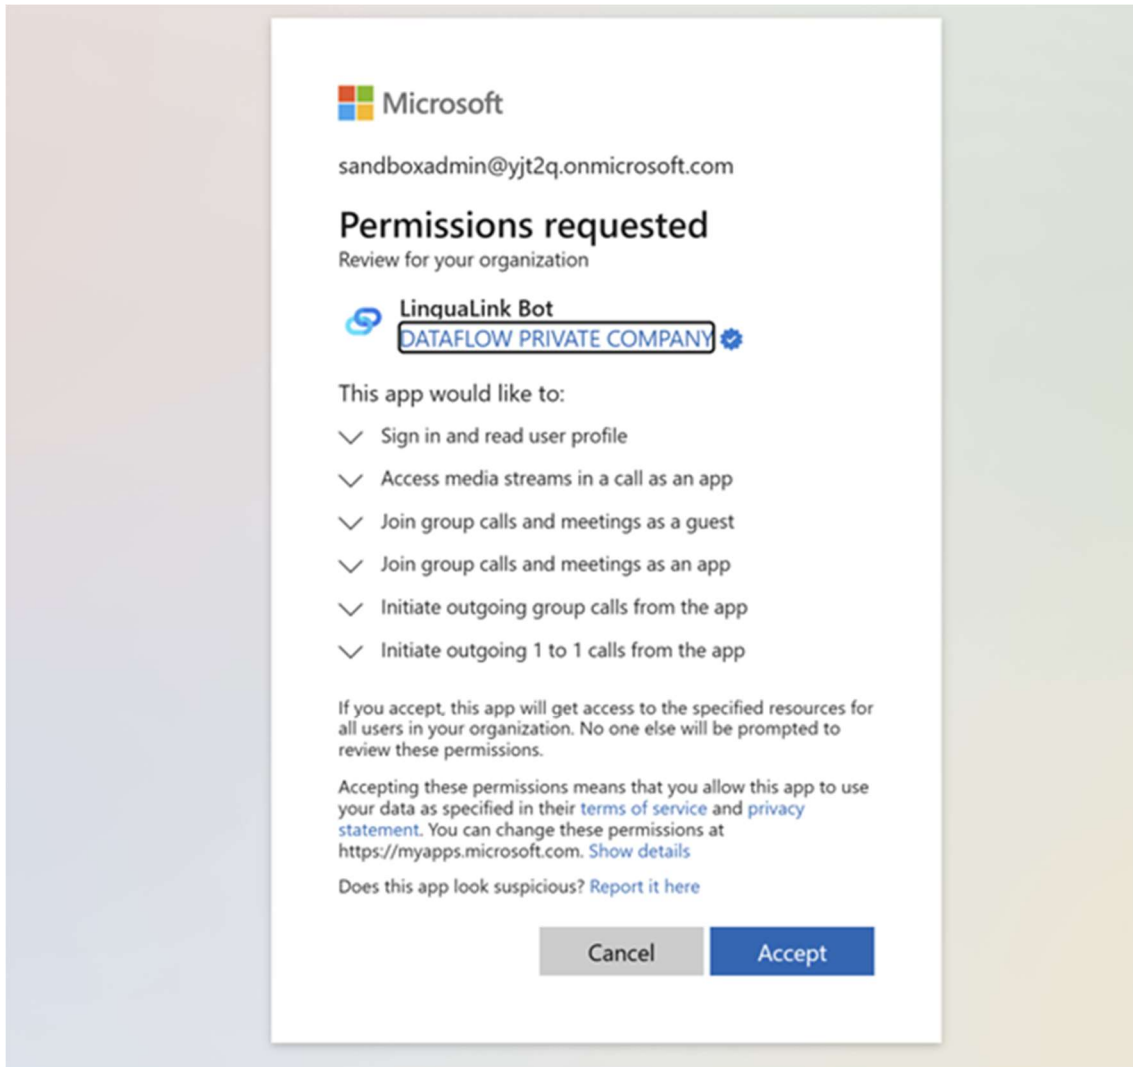 Microsoft
sandboxadmin@yjt2q.onmicrosoft.com
Permissions requested
Review for your organization
LinguaLink Bot
DATAFLOW PRIVATE COMPANY
This app would like to:
Sign in and read user profile
Access media streams in a call as an app
Join group calls and meetings as a guest
Join group calls and meetings as an app
Initiate outgoing group calls from the app
Initiate outgoing 1 to 1 calls from the app
If you accept, this app will get access to the specified resources for
all users in your organization. No one else will be prompted to
review these permissions.
Accepting these permissions means that you allow this app to use
your data as specified in their terms of service and privacy
statement. You can change these permissions at
https://myapps.microsoft.com. Show details
Does this app look suspicious? Report it here
Cancel
Accept